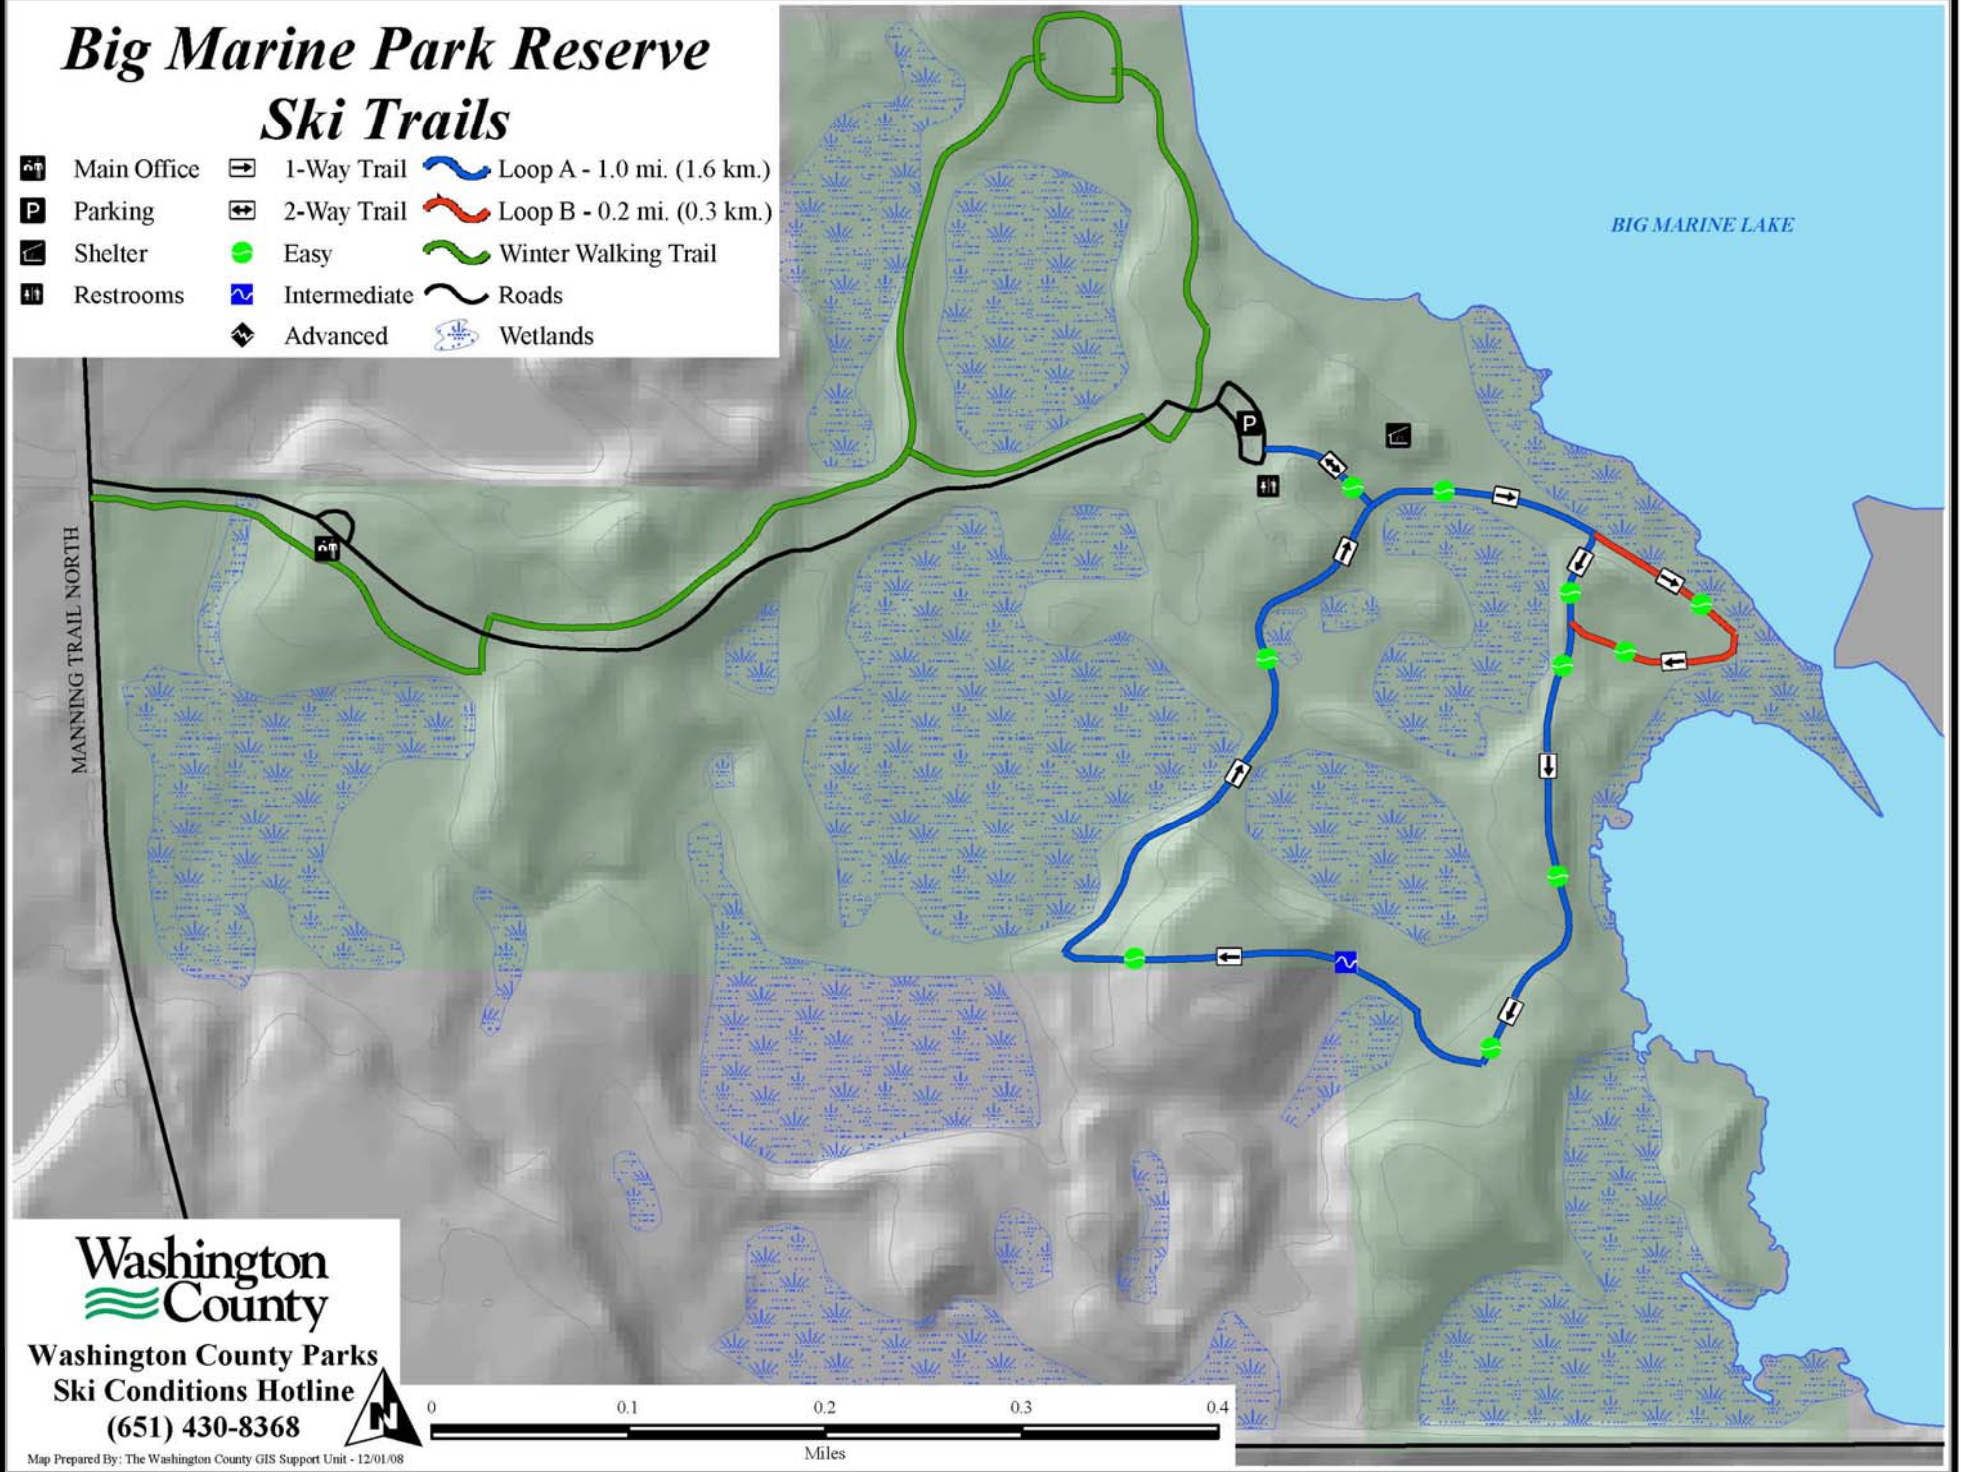 Big Marine Park Reserve
Ski Trails
Main Office
1-Way Trail
Loop A - 1.0 mi. (1.6 km.)
P
Parking
2-Way Trail
Loop B - 0.2 mi. (0.3 km.)
Shelter
Easy
Winter Walking Trail
Restrooms
Intermediate
Roads
Advanced
Wetlands
BIG MARINE LAKE
P
MANNING TRAIL NORTH
Washington
County
Washington County Parks
Ski Conditions Hotline
(651) 430-8368
N
Map Prepared By: The Washington County GIS Support Unit - 12/01/08
0 0.1 0.2 0.3 0.4
Miles